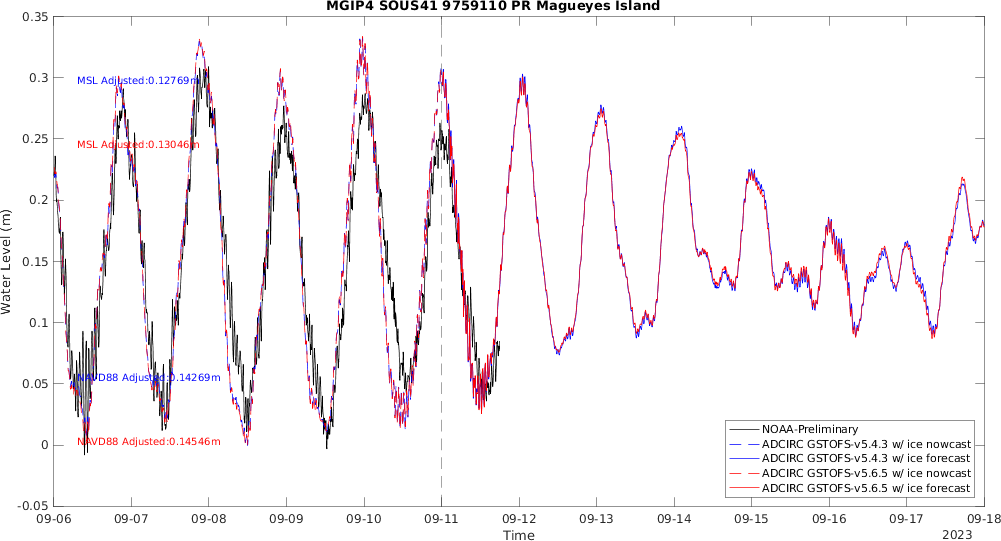 MGIP4 SOUS41 9759110 PR Magueyes Island
0.35
0.3
0.25
0.2
0.15
0.1
0.05
0
-0.05
Water Level (m)
MSL Adjusted:0.12769m
MSL Adjusted:0.13046m
NAVD88 Adjusted:0.14269m
NAVD88 Adjusted:0.14546m
NOAA-Preliminary
ADCIRC GSTOFS-v5.4.3 w/ ice nowcast
ADCIRC GSTOFS-v5.4.3 w/ ice forecast
ADCIRC GSTOFS-v5.6.5 w/ ice nowcast
ADCIRC GSTOFS-v5.6.5 w/ ice forecast
09-06 09-07 09-08 09-09 09-10 09-11 09-12 09-13 09-14 09-15 09-16 09-17 09-18
Time
2023